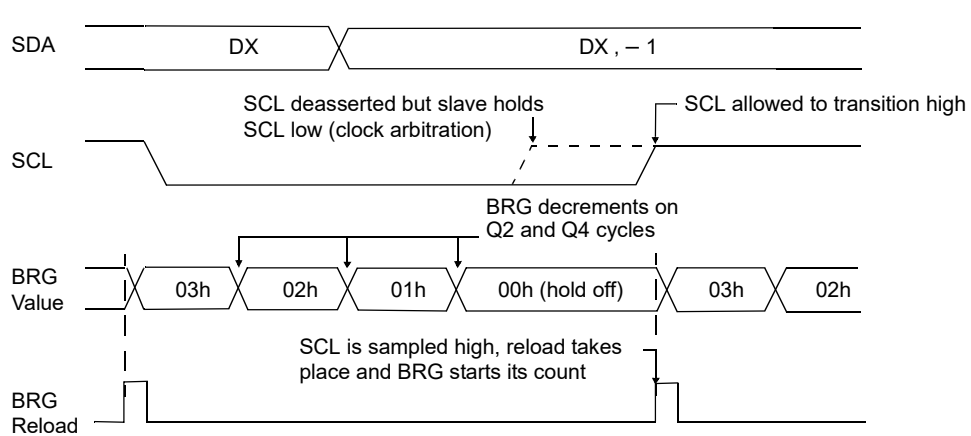 SDA
DX
DX , – 1
SCL deasserted but slave holds
SCL low (clock arbitration)
SCL allowed to transition high
SCL
BRG decrements on
Q2 and Q4 cycles
BRG
Value
03h
02h
01h
00h (hold off)
03h
02h
SCL is sampled high, reload takes
place and BRG starts its count
BRG
Reload